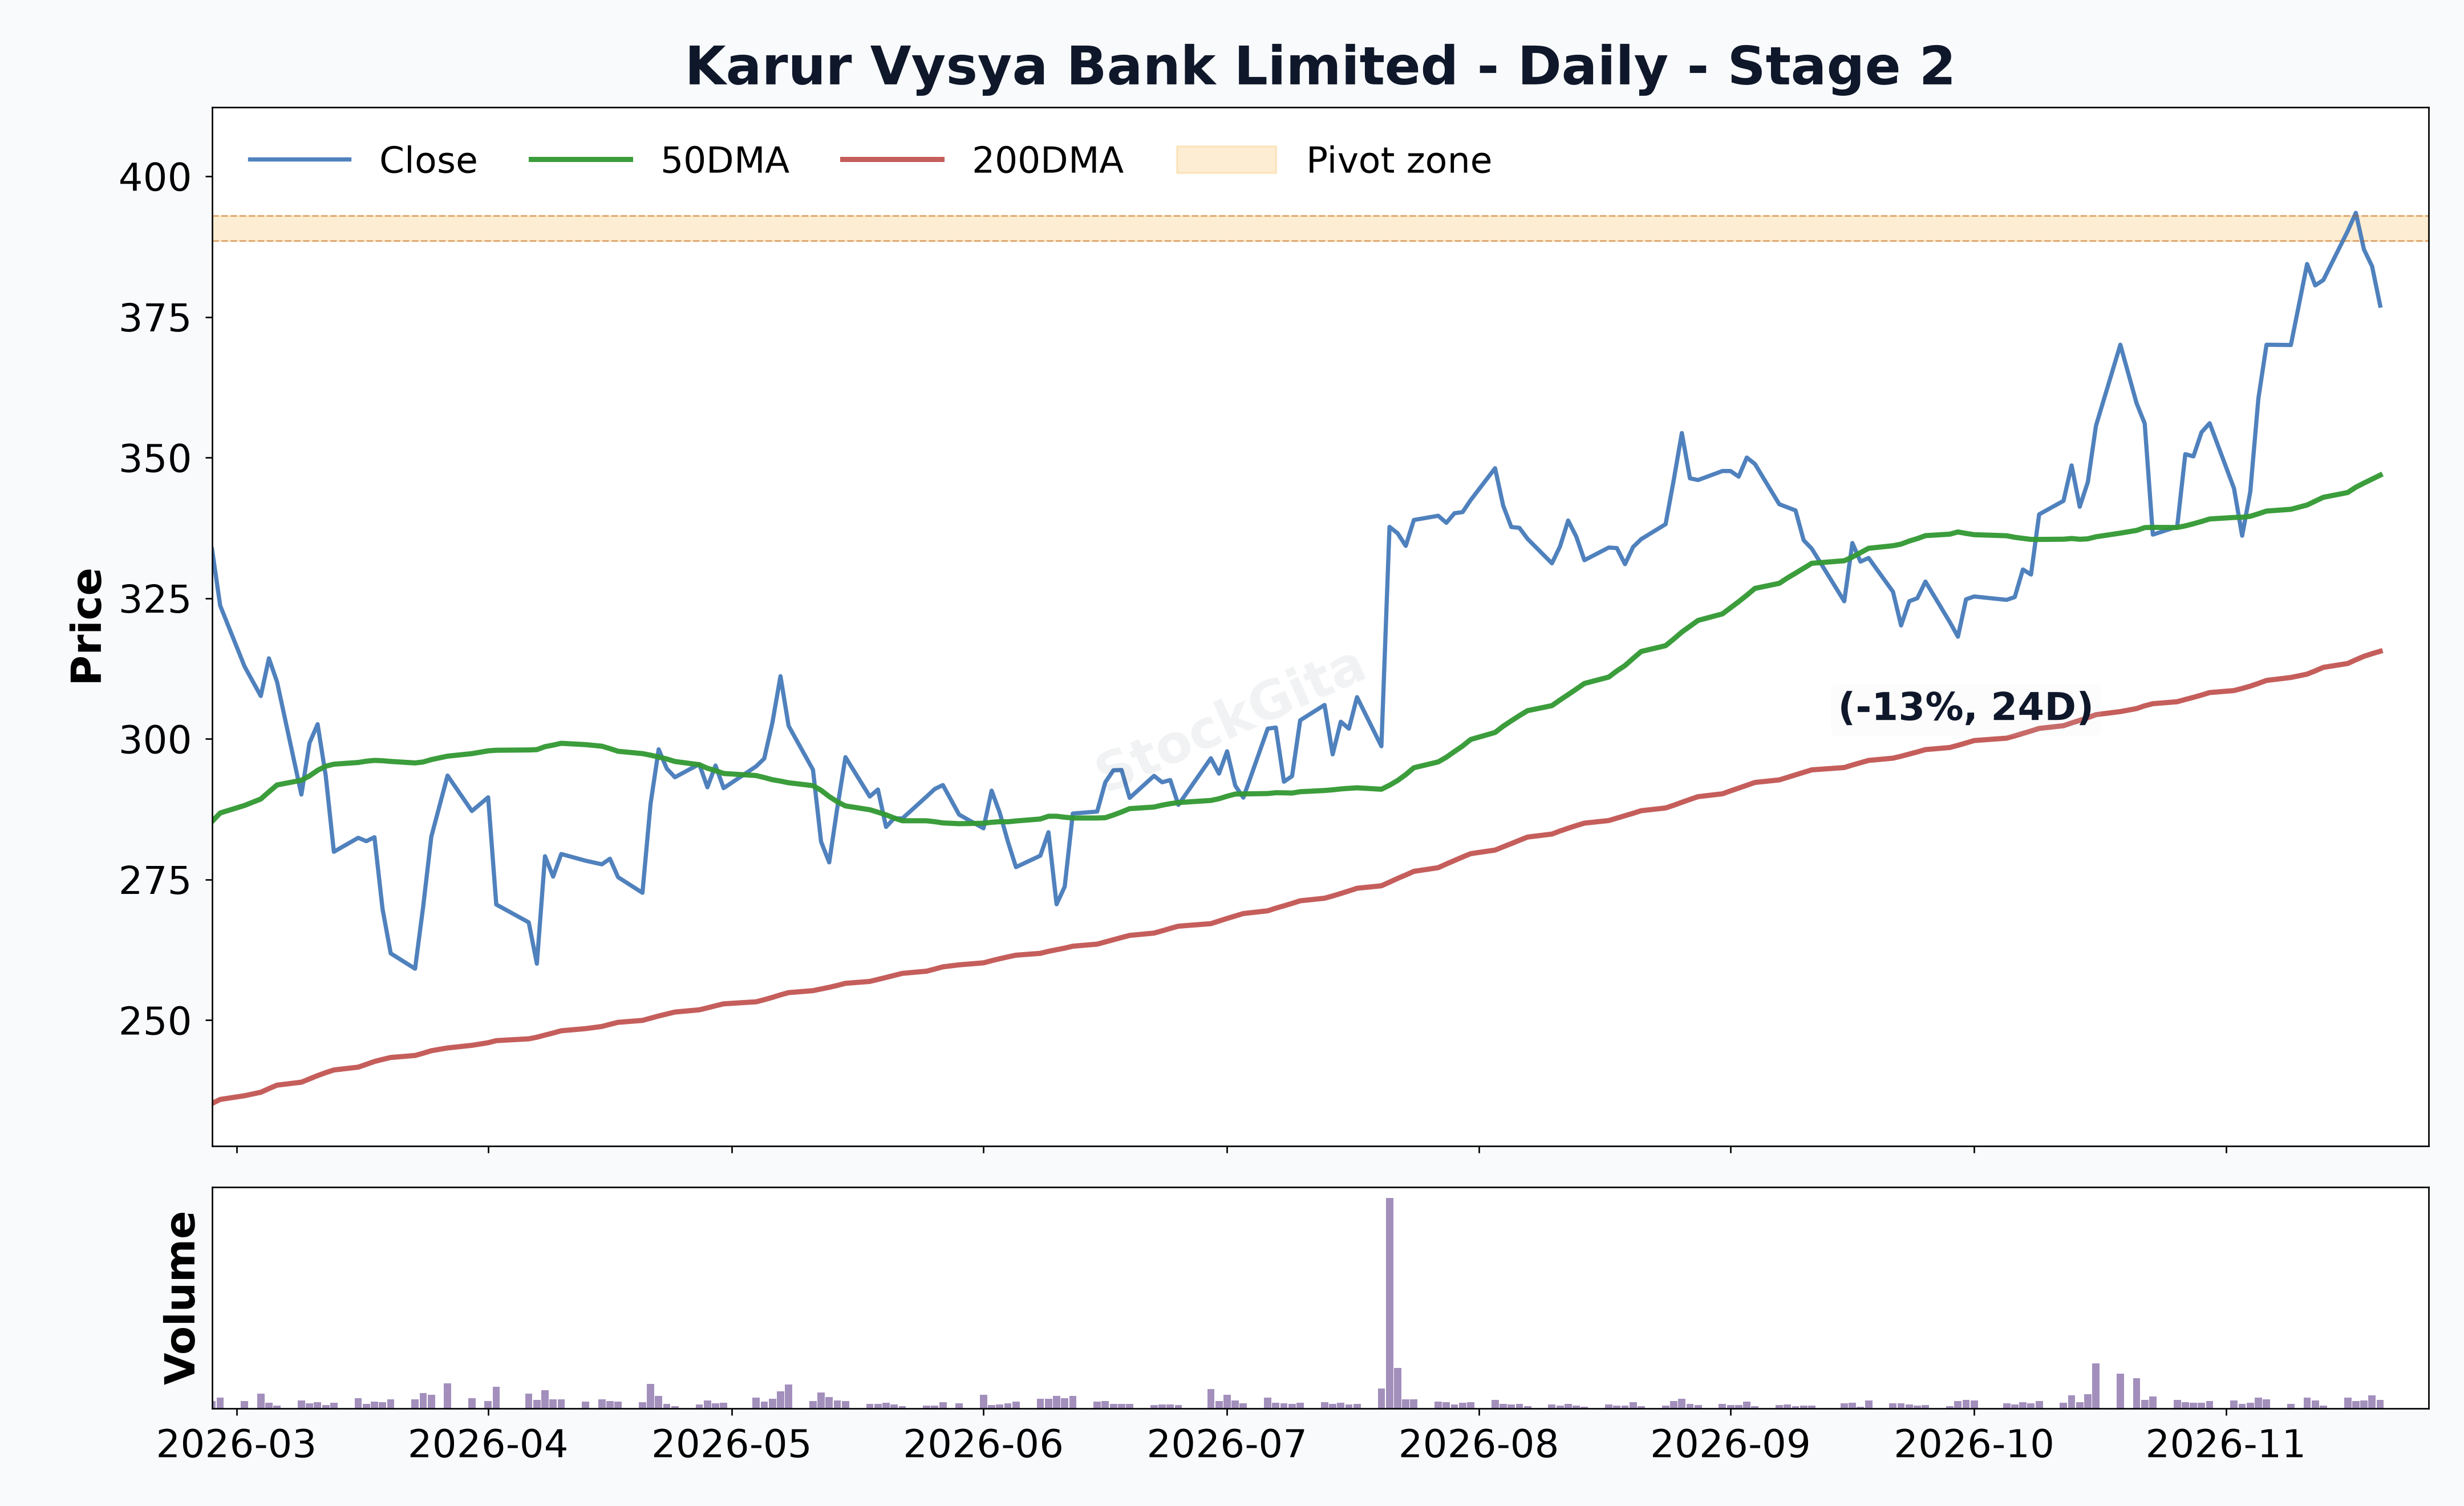 Karur Vysya Bank Limited - Daily - Stage 2
Close 50DMA 200DMA Pivot zone
400
375
350
325
300
275
250
Price
StockGita
(-13%, 24D)
Volume
2026-03 2026-04 2026-05 2026-06 2026-07 2026-08 2026-09 2026-10 2026-11